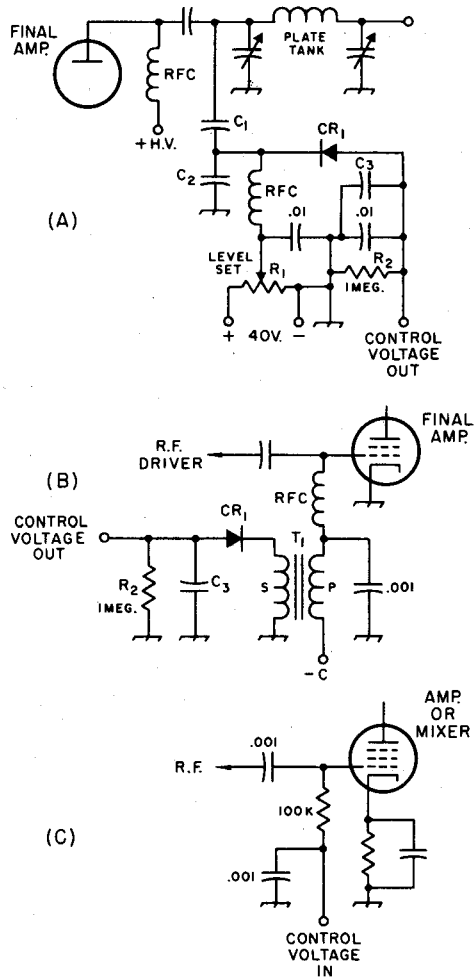 FINAL
AMP.
RFC
+H.V.
PLATE
TANK
C1
C2
CR1
C3
RFC
.01
.01
(A)
LEVEL
SET
R1
R2
1MEG.
+ 40V. -
CONTROL
VOLTAGE
OUT
FINAL
AMP.
R.F.
DRIVER
(B)
RFC
CONTROL
VOLTAGE
OUT
CR1
T1
R2
1MEG.
C3
S
P
.001
-C
AMP.
OR
MIXER
.001
R.F.
100K
(C)
.001
CONTROL
VOLTAGE
IN